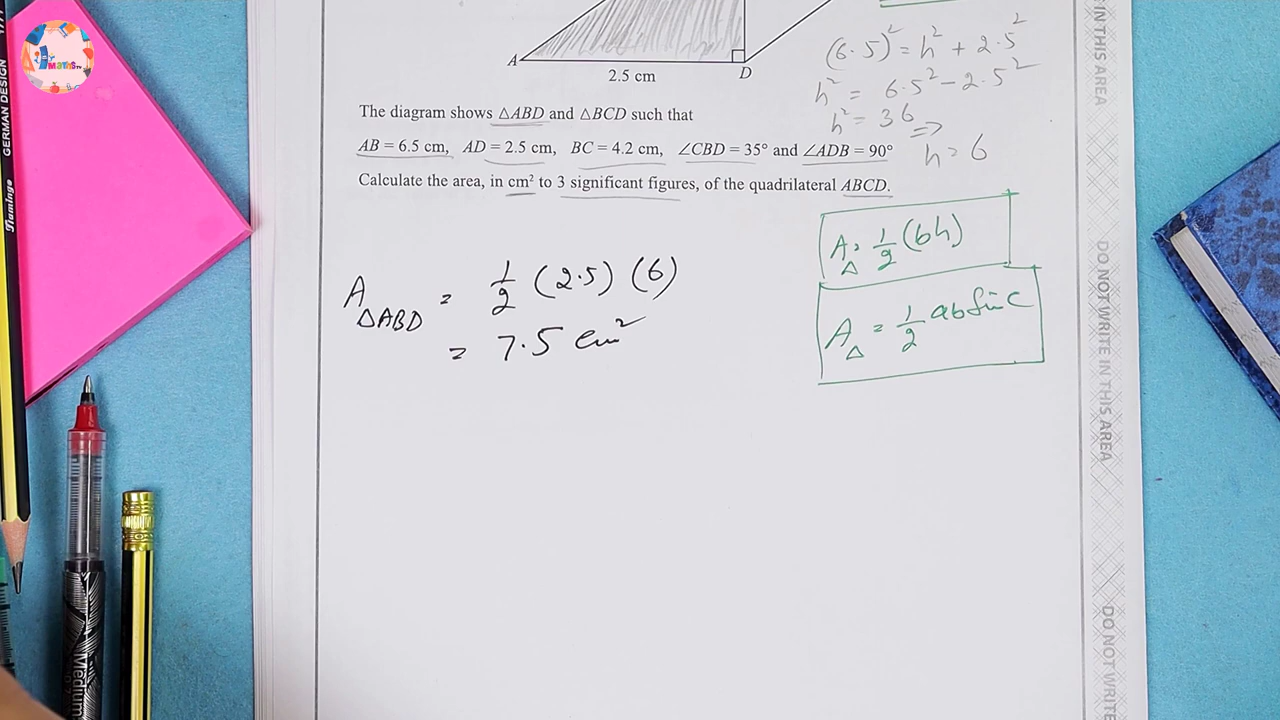 A
2.5 cm
D
The diagram shows △ABD and △BCD such that
AB = 6.5 cm, AD = 2.5 cm, BC = 4.2 cm, ∠CBD = 35° and ∠ADB = 90°
Calculate the area, in cm² to 3 significant figures, of the quadrilateral ABCD.
(6.5)² = h² + 2.5²
h² = 6.5² - 2.5²
h² = 36
⇒
h = 6
A△ = 1/2 (bh)
A△ = 1/2 ab Sin C
A△ABD = 1/2 (2.5) (6)
= 7.5 cm²
IN THIS AREA
DO NOT WRITE IN THIS AREA
DO NOT WRITE
GERMAN DESIGN
Flamingo
Medium
MATHS